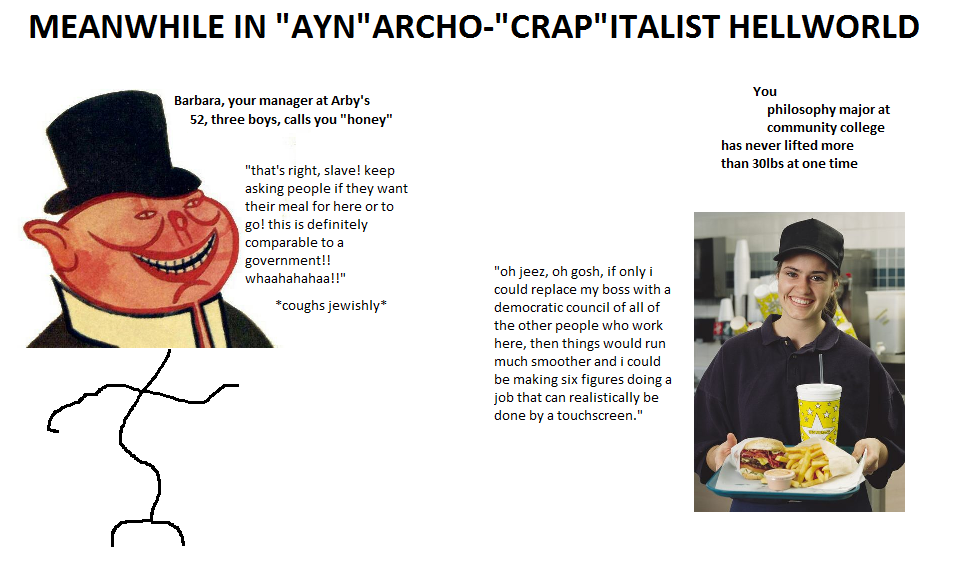 MEANWHILE IN "AYN"ARCHO-"CRAP"ITALIST HELLWORLD
Barbara, your manager at Arby's
52, three boys, calls you "honey"
"that's right, slave! keep
asking people if they want
their meal for here or to
go! this is definitely
comparable to a
government!!
whaahahahaa!!"
*coughs jewishly*
You
philosophy major at
community college
has never lifted more
than 30lbs at one time
"oh jeez, oh gosh, if only i
could replace my boss with a
democratic council of all of
the other people who work
here, then things would run
much smoother and i could
be making six figures doing a
job that can realistically be
done by a touchscreen."